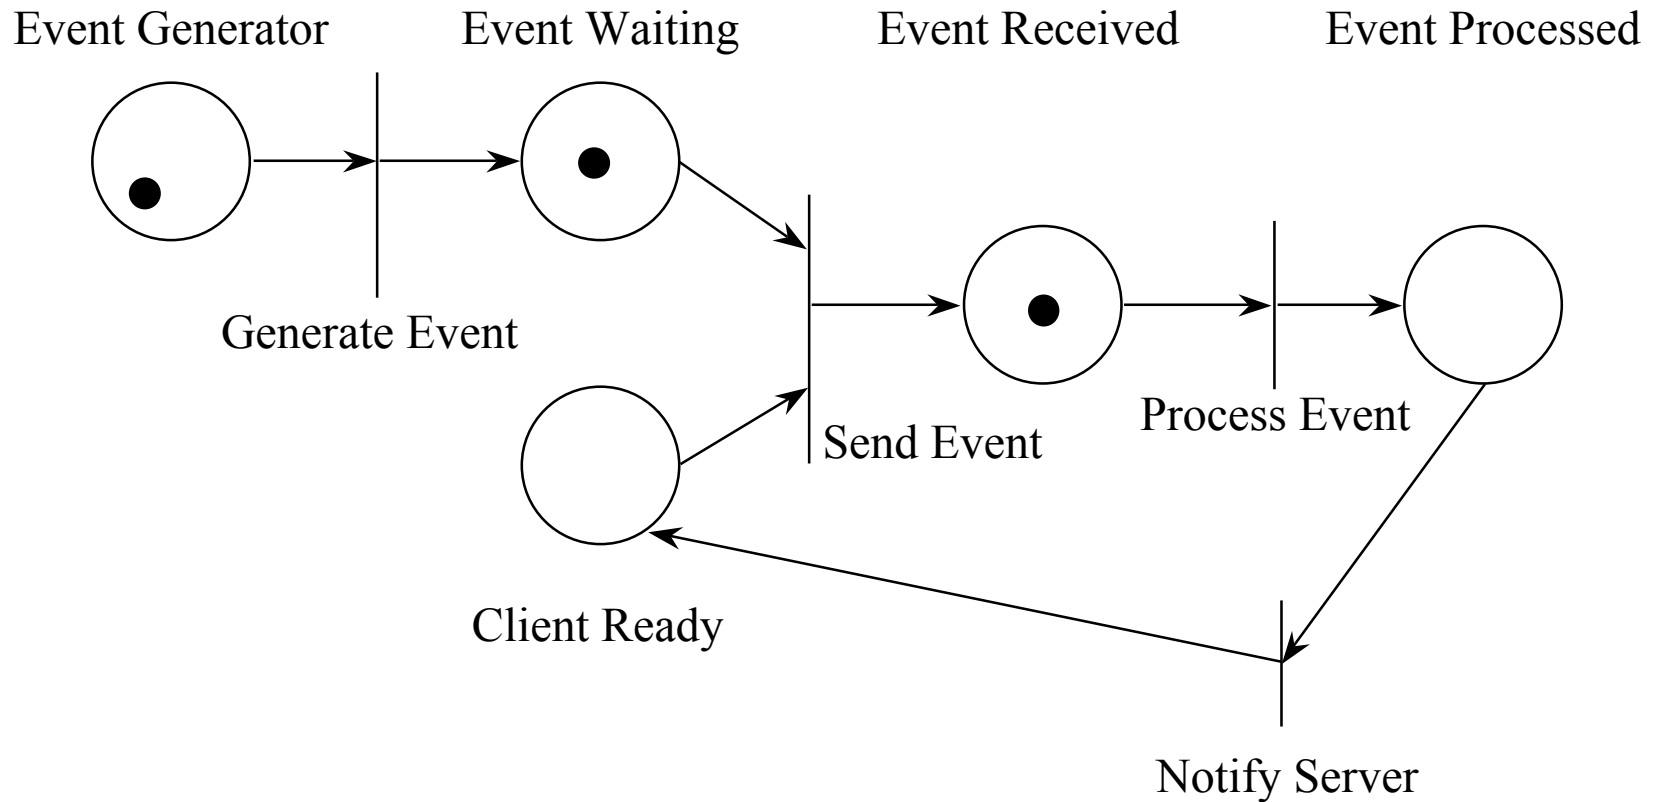 Event Generator
Event Waiting
Event Received
Event Processed
Generate Event
Process Event
Send Event
Client Ready
Notify Server